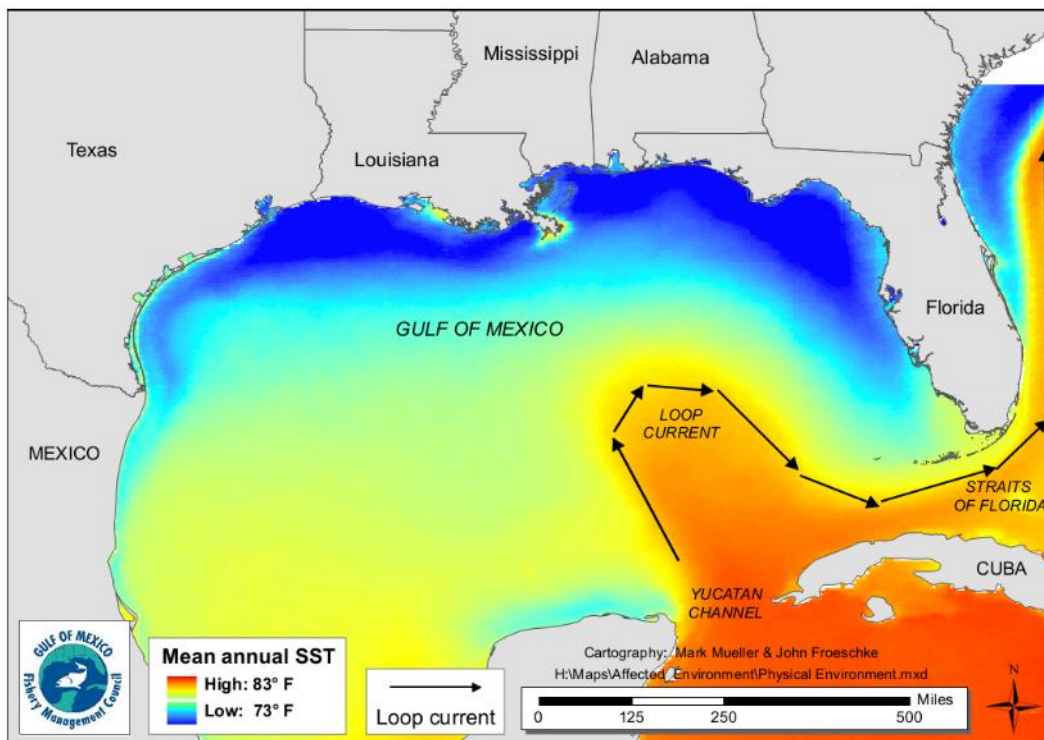 Mississippi
Alabama
Texas
Louisiana
GULF OF MEXICO
Florida
LOOP
CURRENT
MEXICO
STRAITS
OF FLORIDA
CUBA
YUCATAN
CHANNEL
GULF OF MEXICO
Fishery Management Council
Mean annual SST
High: 83° F
Low: 73° F
Loop current
Cartography: Mark Mueller & John Froeschke
H:\Maps\Affected_Environment\Physical Environment.mxd
Miles
0 125 250 500
N